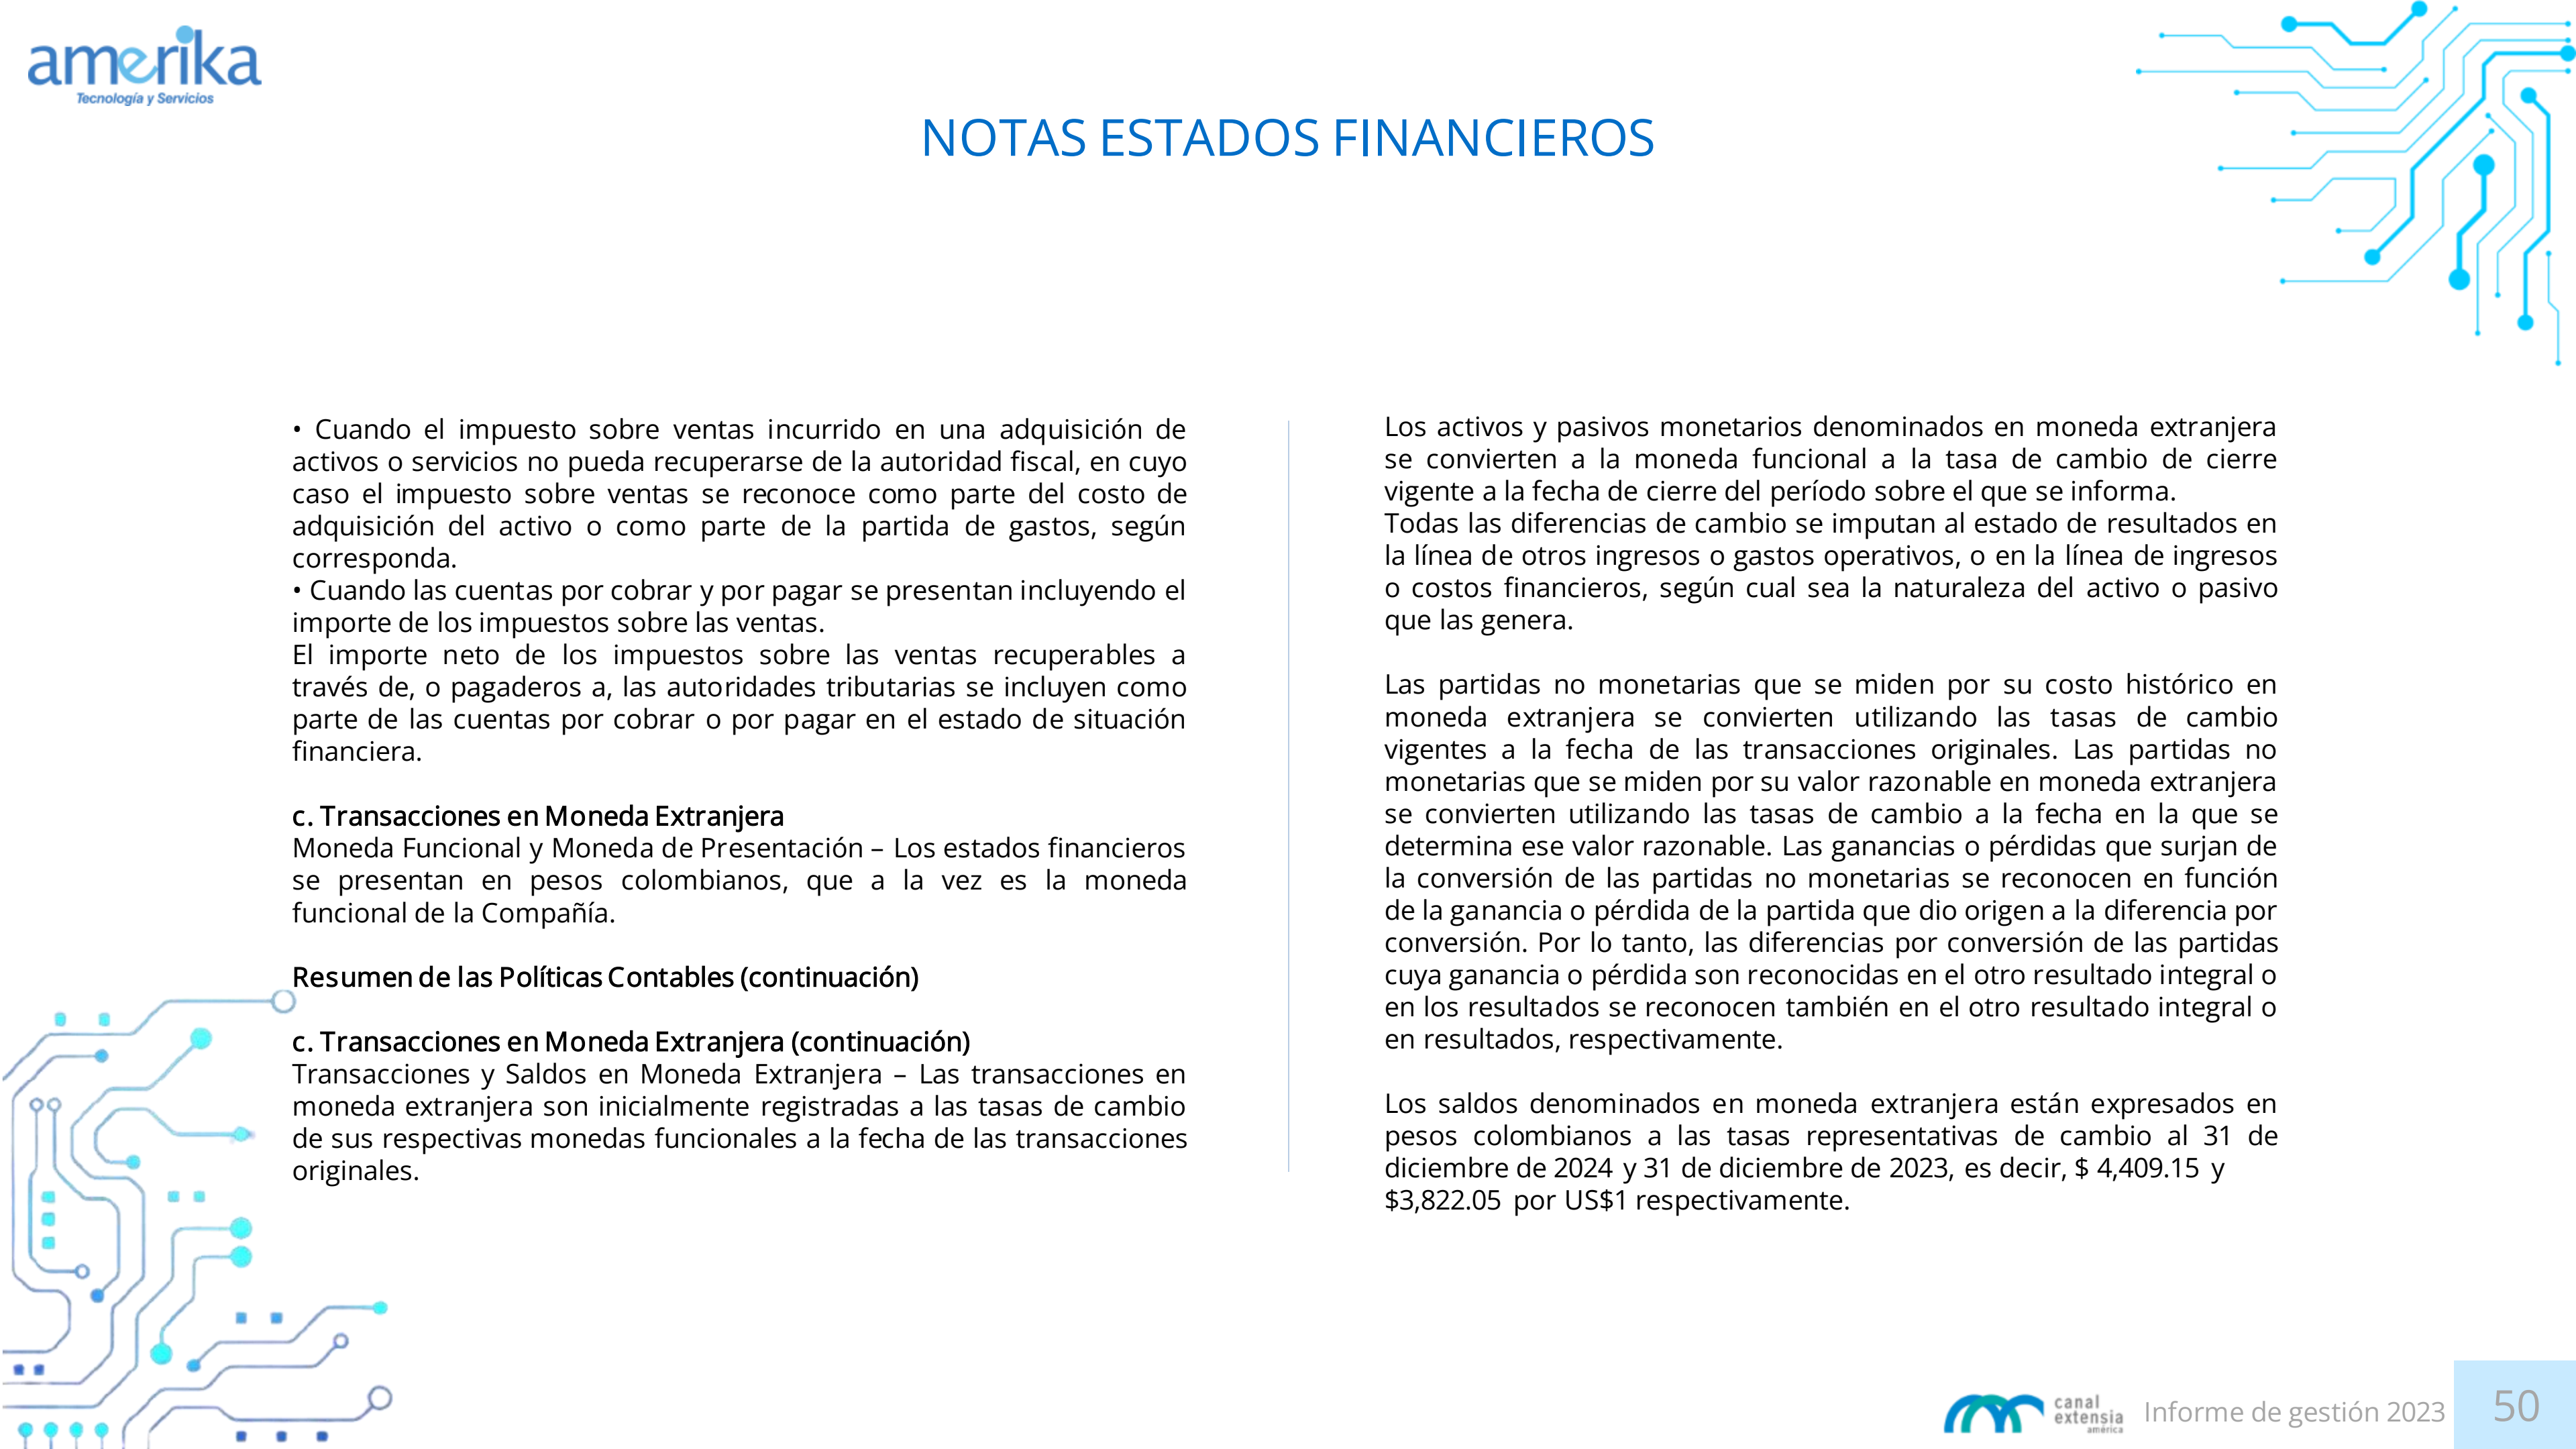 amerika
Tecnología y Servicios
NOTAS ESTADOS FINANCIEROS
• Cuando el impuesto sobre ventas incurrido en una adquisición de
activos o servicios no pueda recuperarse de la autoridad fiscal, en cuyo
caso el impuesto sobre ventas se reconoce como parte del costo de
adquisición del activo o como parte de la partida de gastos, según
corresponda.
• Cuando las cuentas por cobrar y por pagar se presentan incluyendo el
importe de los impuestos sobre las ventas.
El importe neto de los impuestos sobre las ventas recuperables a
través de, o pagaderos a, las autoridades tributarias se incluyen como
parte de las cuentas por cobrar o por pagar en el estado de situación
financiera.
c. Transacciones en Moneda Extranjera
Moneda Funcional y Moneda de Presentación – Los estados financieros
se presentan en pesos colombianos, que a la vez es la moneda
funcional de la Compañía.
Resumen de las Políticas Contables (continuación)
c. Transacciones en Moneda Extranjera (continuación)
Transacciones y Saldos en Moneda Extranjera – Las transacciones en
moneda extranjera son inicialmente registradas a las tasas de cambio
de sus respectivas monedas funcionales a la fecha de las transacciones
originales.
Los activos y pasivos monetarios denominados en moneda extranjera
se convierten a la moneda funcional a la tasa de cambio de cierre
vigente a la fecha de cierre del período sobre el que se informa.
Todas las diferencias de cambio se imputan al estado de resultados en
la línea de otros ingresos o gastos operativos, o en la línea de ingresos
o costos financieros, según cual sea la naturaleza del activo o pasivo
que las genera.
Las partidas no monetarias que se miden por su costo histórico en
moneda extranjera se convierten utilizando las tasas de cambio
vigentes a la fecha de las transacciones originales. Las partidas no
monetarias que se miden por su valor razonable en moneda extranjera
se convierten utilizando las tasas de cambio a la fecha en la que se
determina ese valor razonable. Las ganancias o pérdidas que surjan de
la conversión de las partidas no monetarias se reconocen en función
de la ganancia o pérdida de la partida que dio origen a la diferencia por
conversión. Por lo tanto, las diferencias por conversión de las partidas
cuya ganancia o pérdida son reconocidas en el otro resultado integral o
en los resultados se reconocen también en el otro resultado integral o
en resultados, respectivamente.
Los saldos denominados en moneda extranjera están expresados en
pesos colombianos a las tasas representativas de cambio al 31 de
diciembre de 2024 y 31 de diciembre de 2023, es decir, $ 4,409.15 y
$3,822.05 por US$1 respectivamente.
canal
extensia
américa
Informe de gestión 2023
50